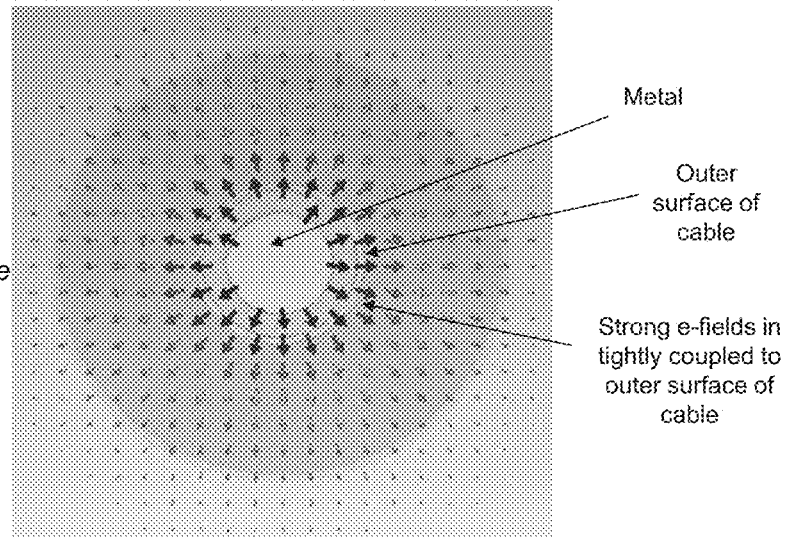 Metal
Outer
surface of
cable
e
Strong e-fields in
tightly coupled to
outer surface of
cable